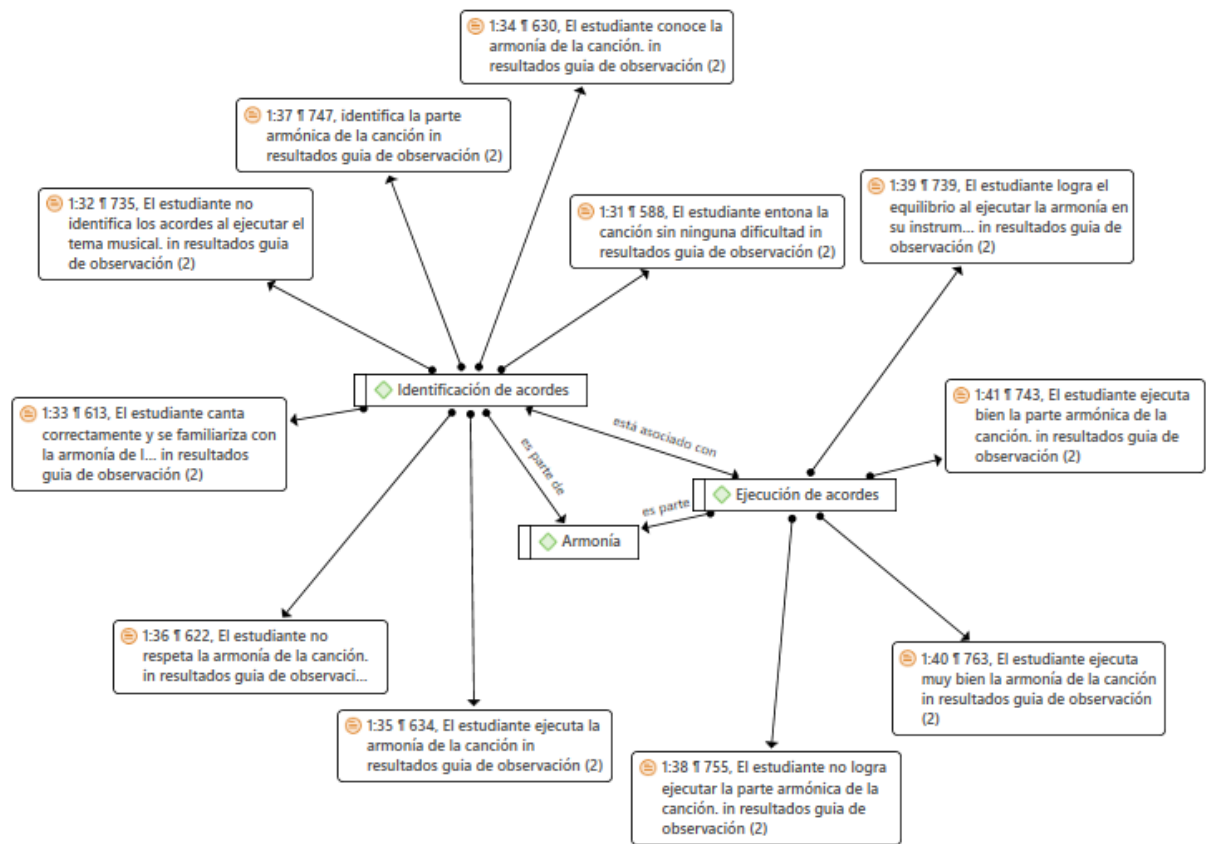 1:34 ¶ 630, El estudiante conoce la
armonía de la canción. in
resultados guia de observación (2)
1:37 ¶ 747, identifica la parte
armónica de la canción in
resultados guia de observación (2)
1:32 ¶ 735, El estudiante no
identifica los acordes al ejecutar el
tema musical. in resultados guia
de observación (2)
1:31 ¶ 588, El estudiante entona la
canción sin ninguna dificultad in
resultados guia de observación (2)
1:39 ¶ 739, El estudiante logra el
equilibrio al ejecutar la armonía en
su instrum... in resultados guia de
observación (2)
Identificación de acordes
1:33 ¶ 613, El estudiante canta
correctamente y se familiariza con
la armonía de l... in resultados
guia de observación (2)
está asociado con
1:41 ¶ 743, El estudiante ejecuta
bien la parte armónica de la
canción. in resultados guia de
observación (2)
es parte de
Ejecución de acordes
es parte
Armonía
1:36 ¶ 622, El estudiante no
respeta la armonía de la canción.
in resultados guia de observaci...
1:40 ¶ 763, El estudiante ejecuta
muy bien la armonía de la canción
in resultados guia de observación
(2)
1:35 ¶ 634, El estudiante ejecuta la
armonía de la canción in
resultados guia de observación (2)
1:38 ¶ 755, El estudiante no logra
ejecutar la parte armónica de la
canción. in resultados guia de
observación (2)